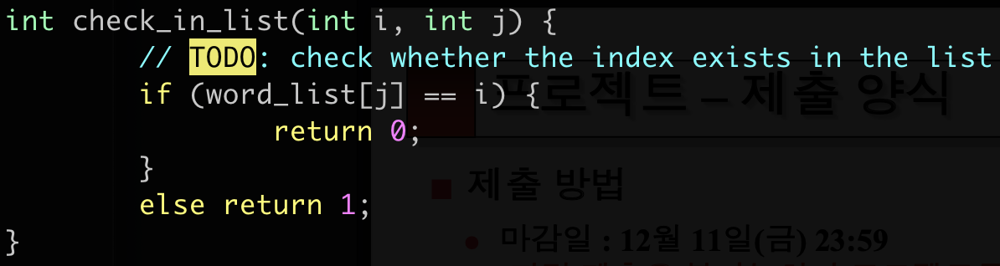 int check_in_list(int i, int j) {
// TODO: check whether the index exists in the list
if (word_list[j] == i) {
return 0;
}
else return 1;
}
프로젝트 – 제출 양식
제출 방법
마감일 : 12월 11일(금) 23:59